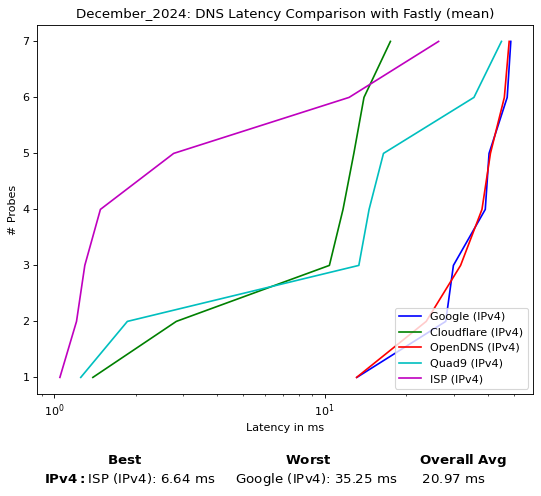 December_2024: DNS Latency Comparison with Fastly (mean)
7
6
5
4
3
2
1
# Probes
10⁰
10¹
Latency in ms
Google (IPv4)
Cloudflare (IPv4)
OpenDNS (IPv4)
Quad9 (IPv4)
ISP (IPv4)
Best Worst Overall Avg
IPv4: ISP (IPv4): 6.64 ms Google (IPv4): 35.25 ms 20.97 ms